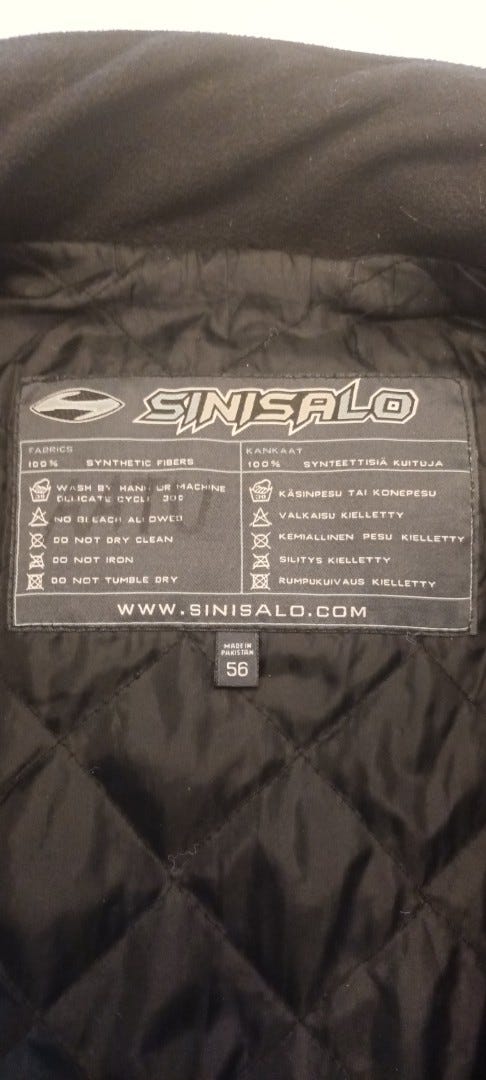 SINISALO
FABRICS
100% SYNTHETIC FIBERS
WASH BY HAND OR MACHINE
DELICATE CYCLE 30C
NO BLEACH ALLOWED
DO NOT DRY CLEAN
DO NOT IRON
DO NOT TUMBLE DRY
KANKAAT
100% SYNTEETTISIÄ KUITUJA
KÄSINPESU TAI KONEPESU
VALKAISU KIELLETTY
KEMIALLINEN PESU KIELLETTY
SILITYS KIELLETTY
RUMPUKUIVAUS KIELLETTY
WWW.SINISALO.COM
MADE IN
PAKISTAN
56